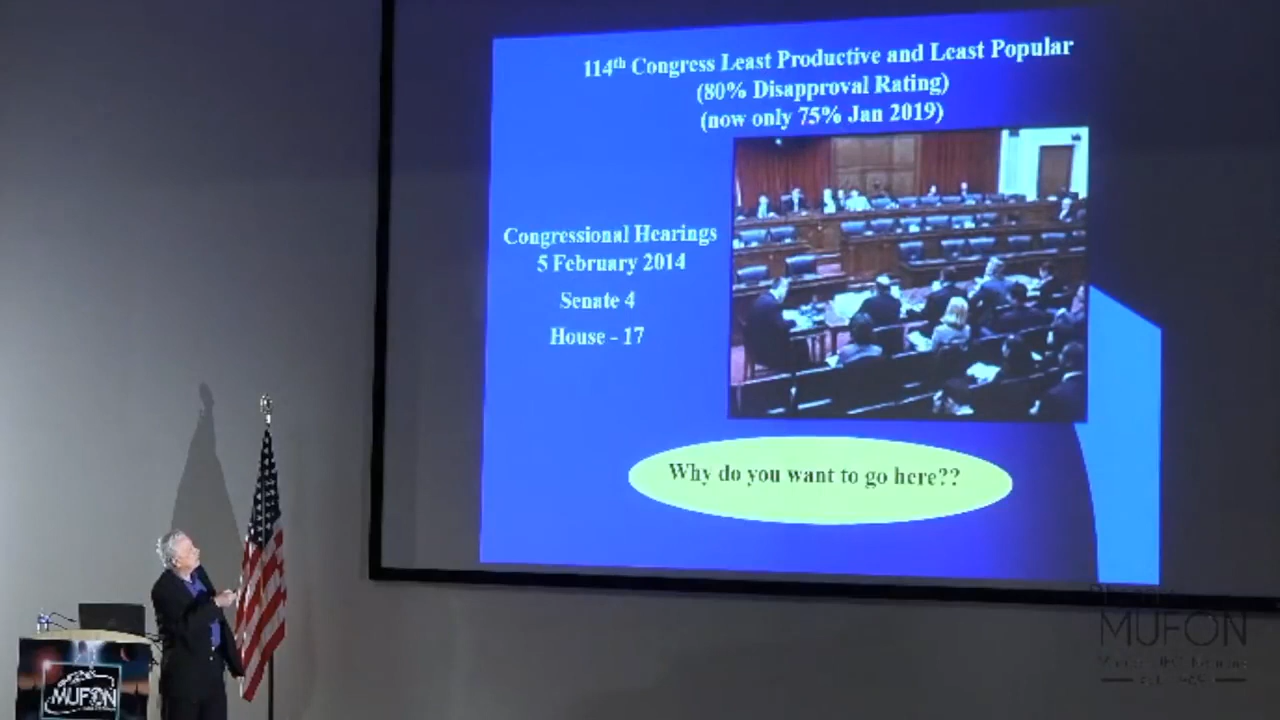 114th Congress Least Productive and Least Popular
(80% Disapproval Rating)
(now only 75% Jan 2019)
Congressional Hearings
5 February 2014
Senate 4
House - 17
Why do you want to go here??
MUFON
MUFON